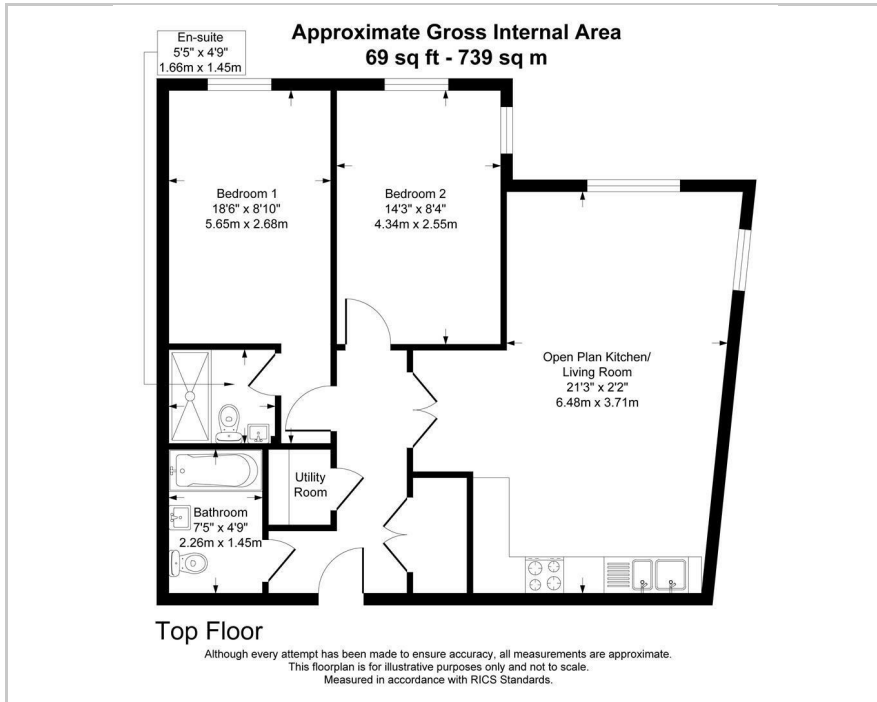 Approximate Gross Internal Area
69 sq ft - 739 sq m
En-suite
5'5" x 4'9"
1.66m x 1.45m
Bedroom 1
18'6" x 8'10"
5.65m x 2.68m
Bedroom 2
14'3" x 8'4"
4.34m x 2.55m
Open Plan Kitchen/
Living Room
21'3" x 2'2"
6.48m x 3.71m
Utility
Room
Bathroom
7'5" x 4'9"
2.26m x 1.45m
Top Floor
Although every attempt has been made to ensure accuracy, all measurements are approximate.
This floorplan is for illustrative purposes only and not to scale.
Measured in accordance with RICS Standards.